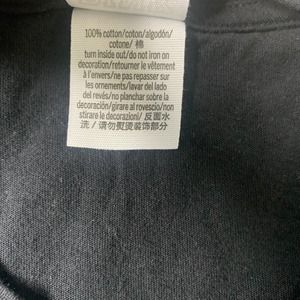 100% cotton/coton/algodón/
cotone/ 棉
turn inside out/do not iron on
decoration/retourner le vêtement
à l'envers/ne pas repasser sur
les ornements/lavar del lado
del revés/no planchar sobre la
decoración/girare al rovescio/non
stirare le decorazioni/ 反面水
洗 / 请勿熨烫装饰部分